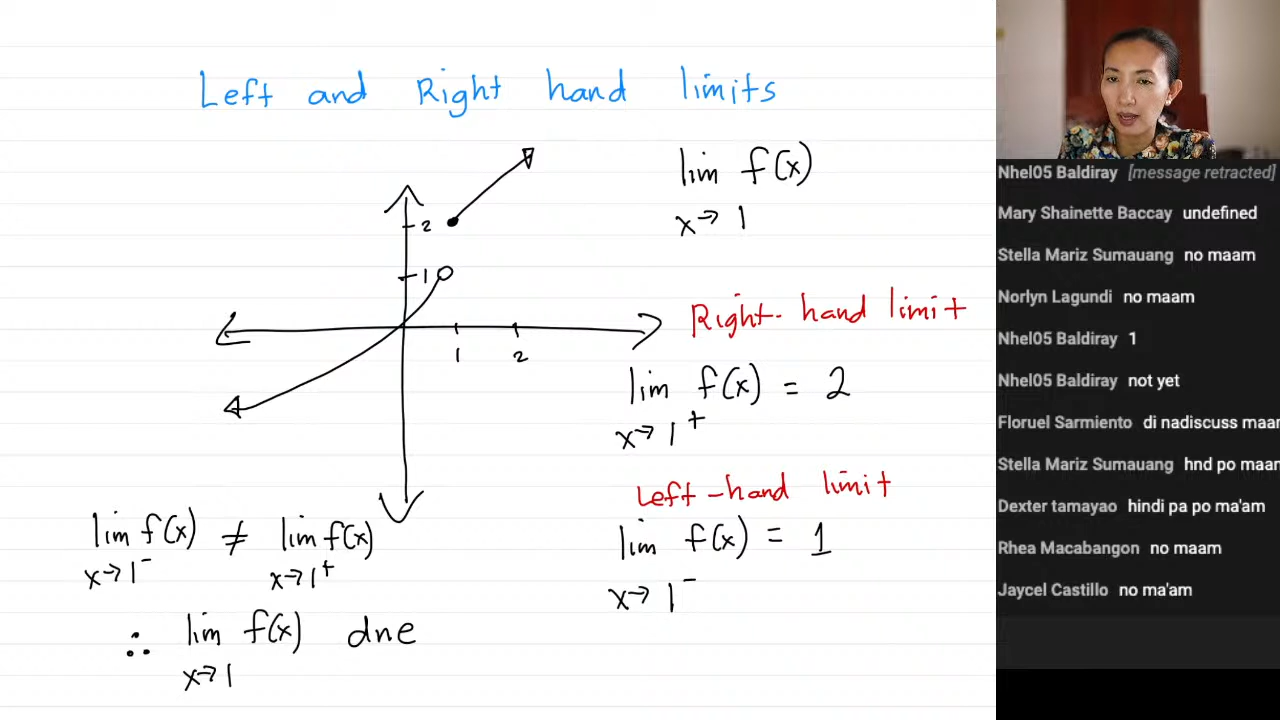 Left and Right hand limits
lim f(x)
x→1
2
1
1 2
Right-hand limit
lim f(x) = 2
x→1⁺
Left-hand limit
lim f(x) = 1
x→1⁻
lim f(x) ≠ lim f(x)
x→1⁻ x→1⁺
∴ lim f(x) dne
x→1
Nhel05 Baldiray [message retracted]
Mary Shainette Baccay undefined
Stella Mariz Sumauang no maam
Norlyn Lagundi no maam
Nhel05 Baldiray 1
Nhel05 Baldiray not yet
Floruel Sarmiento di nadiscuss maam
Stella Mariz Sumauang hnd po maam
Dexter tamayao hindi pa po ma'am
Rhea Macabangon no maam
Jaycel Castillo no ma'am